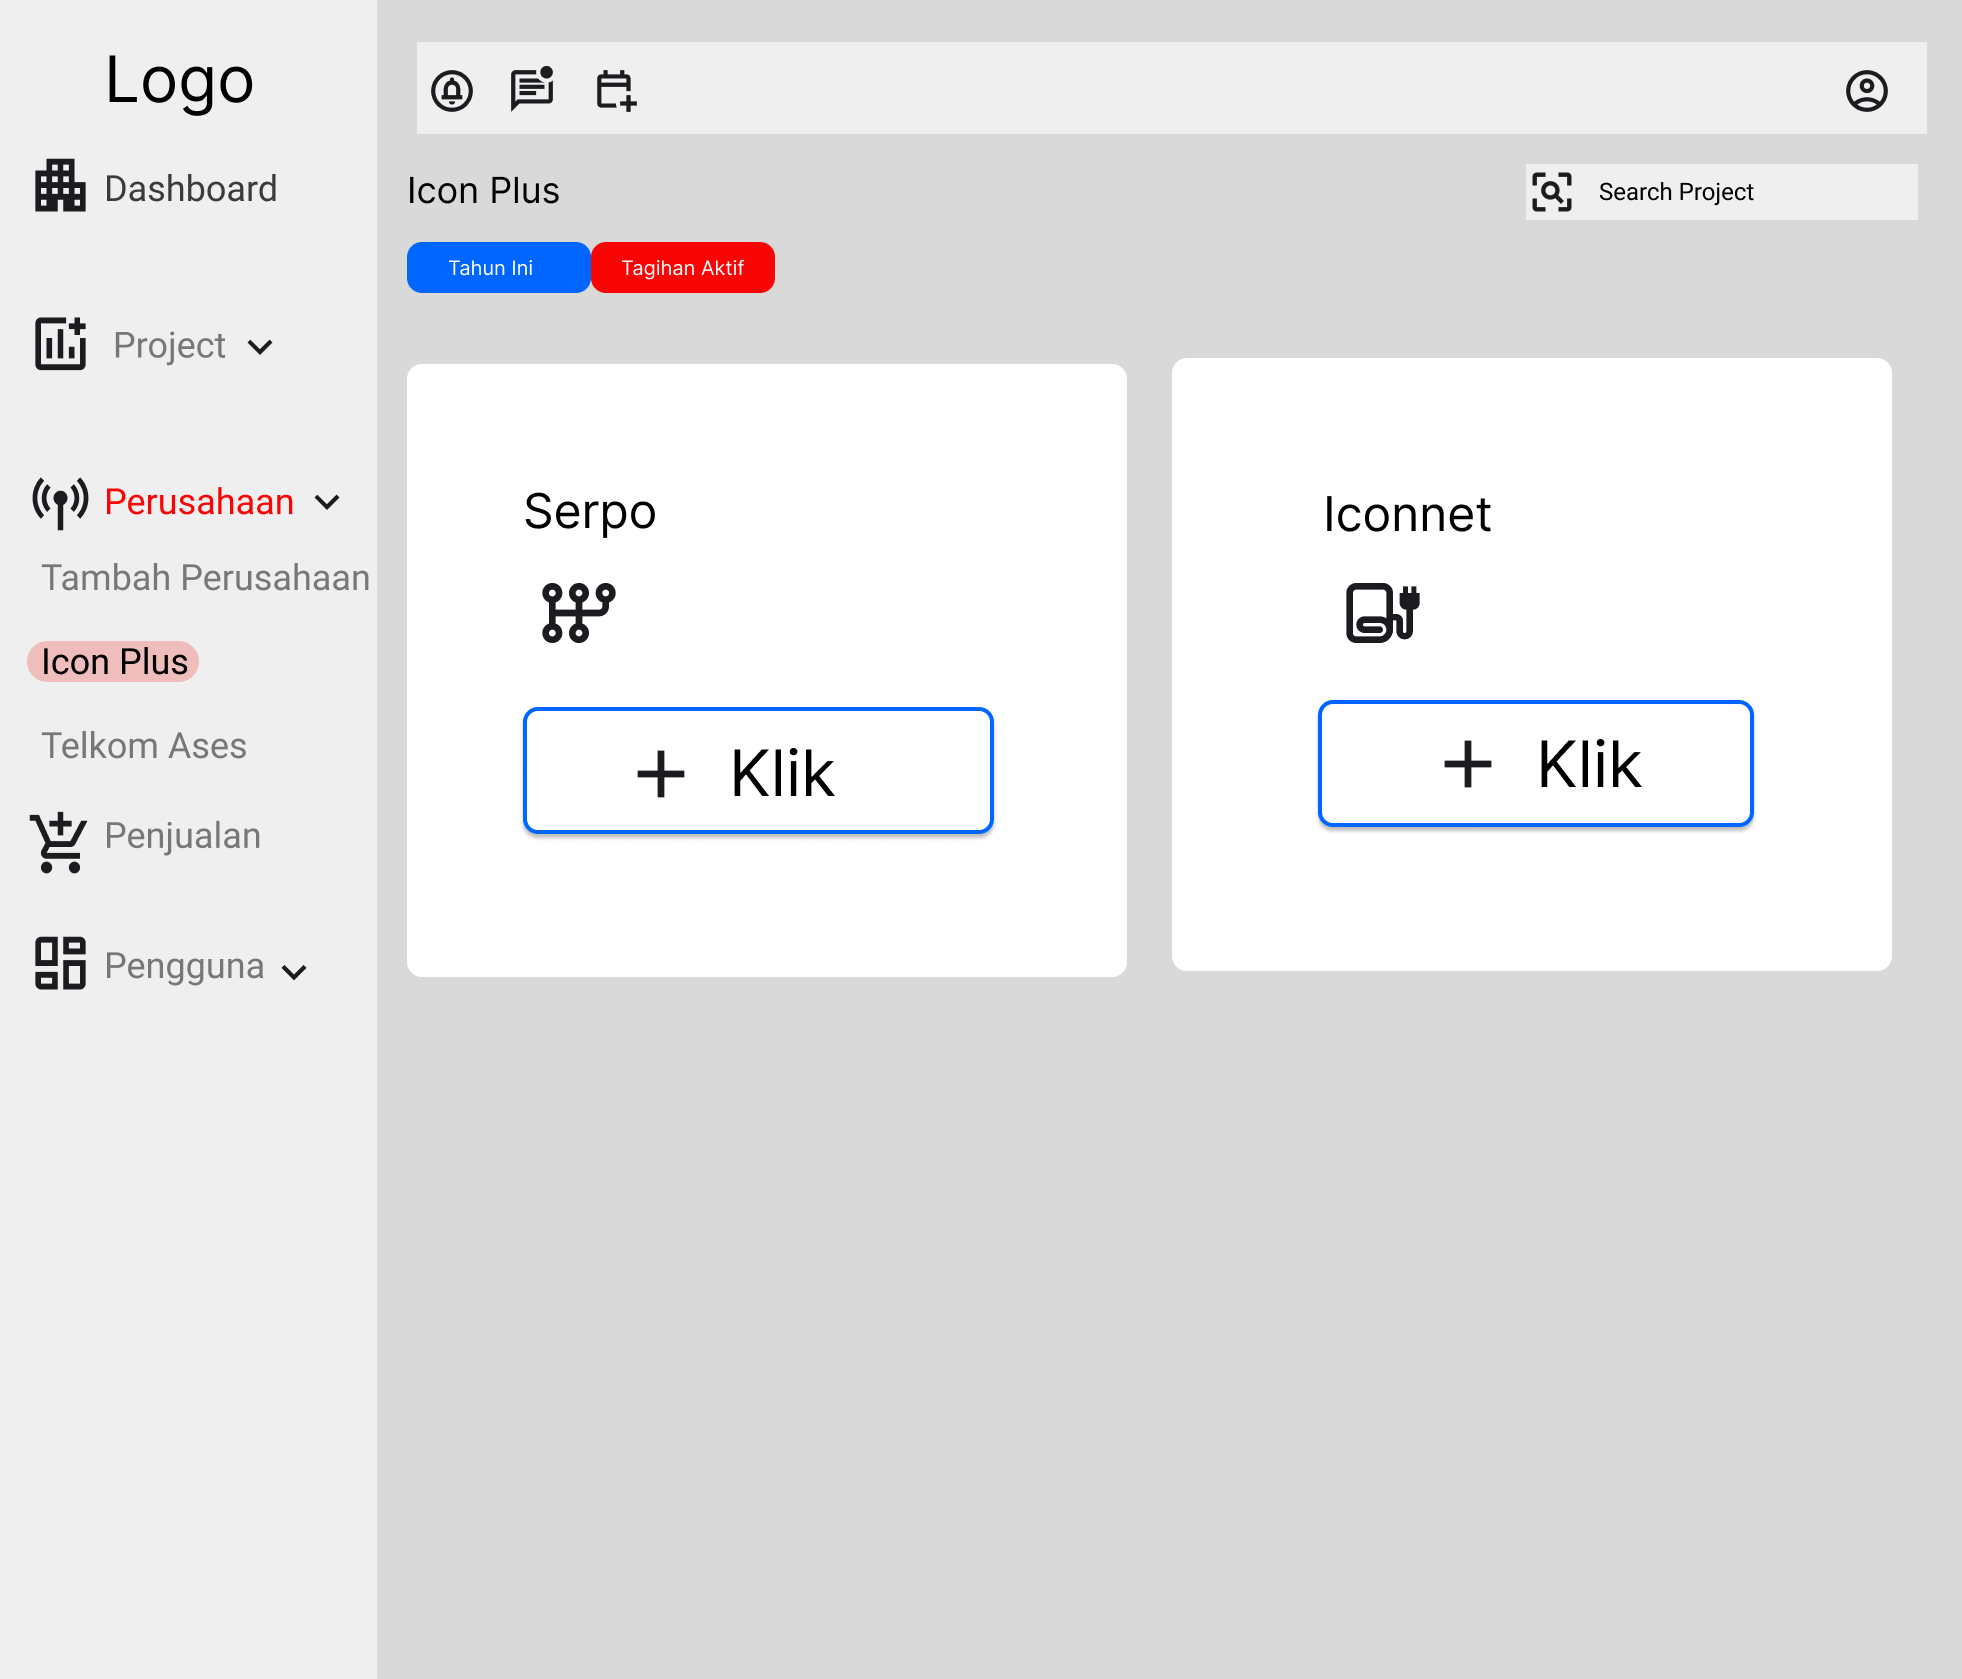 Logo
Dashboard
Project
Perusahaan
Tambah Perusahaan
Icon Plus
Telkom Ases
Penjualan
Pengguna
Icon Plus
Search Project
Tahun Ini
Tagihan Aktif
Serpo
Klik
Iconnet
Klik